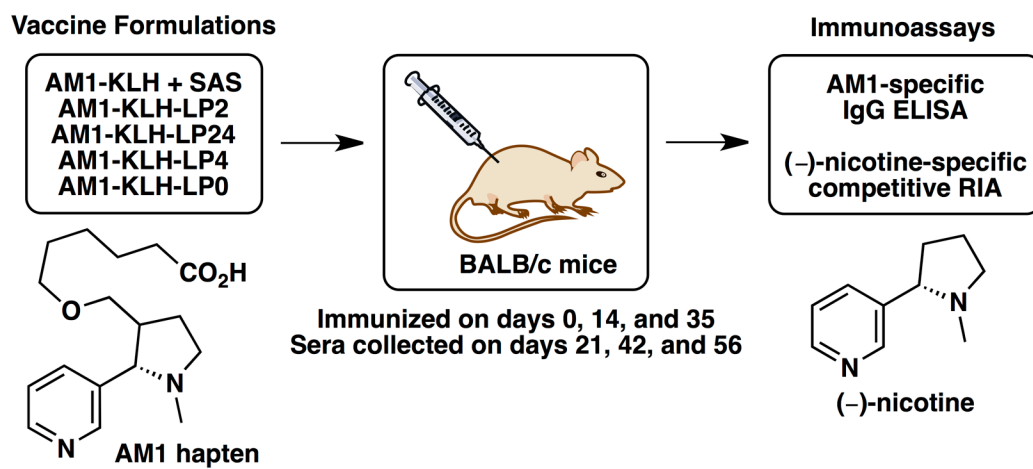 Vaccine Formulations
AM1-KLH + SAS
AM1-KLH-LP2
AM1-KLH-LP24
AM1-KLH-LP4
AM1-KLH-LP0
CO₂H
O
N
N
AM1 hapten
BALB/c mice
Immunized on days 0, 14, and 35
Sera collected on days 21, 42, and 56
Immunoassays
AM1-specific
IgG ELISA
(–)-nicotine-specific
competitive RIA
N
N
(–)-nicotine